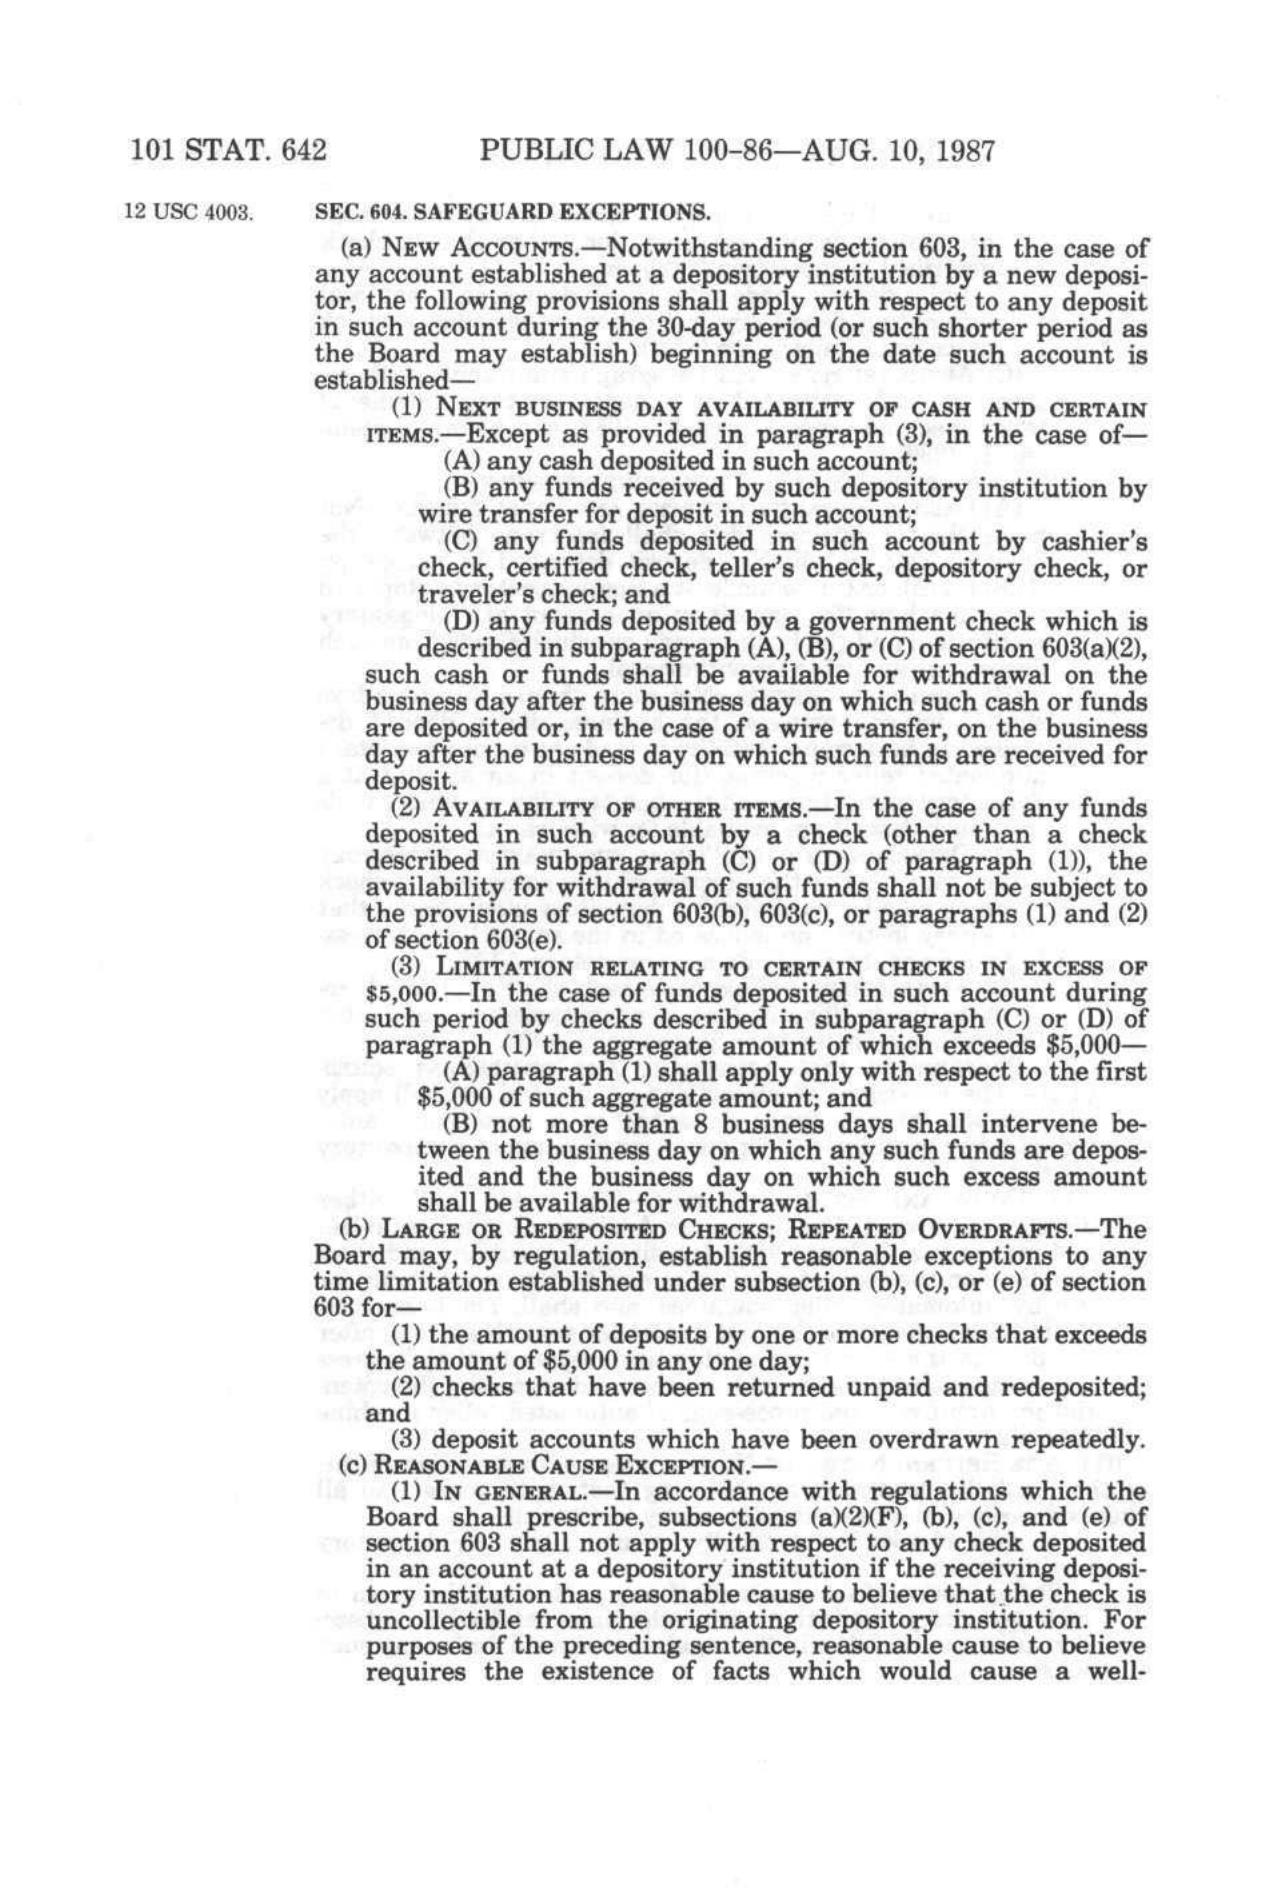 101 STAT. 642 PUBLIC LAW 100-86—AUG. 10, 1987
12 USC 4003. SEC. 604. SAFEGUARD EXCEPTIONS.
(a) NEW ACCOUNTS.—Notwithstanding section 603, in the case of
any account established at a depository institution by a new deposi-
tor, the following provisions shall apply with respect to any deposit
in such account during the 30-day period (or such shorter period as
the Board may establish) beginning on the date such account is
established—
(1) NEXT BUSINESS DAY AVAILABILITY OF CASH AND CERTAIN
ITEMS.—Except as provided in paragraph (3), in the case of—
(A) any cash deposited in such account;
(B) any funds received by such depository institution by
wire transfer for deposit in such account;
(C) any funds deposited in such account by cashier's
check, certified check, teller's check, depository check, or
traveler's check; and
(D) any funds deposited by a government check which is
described in subparagraph (A), (B), or (C) of section 603(a)(2),
such cash or funds shall be available for withdrawal on the
business day after the business day on which such cash or funds
are deposited or, in the case of a wire transfer, on the business
day after the business day on which such funds are received for
deposit.
(2) AVAILABILITY OF OTHER ITEMS.—In the case of any funds
deposited in such account by a check (other than a check
described in subparagraph (C) or (D) of paragraph (1)), the
availability for withdrawal of such funds shall not be subject to
the provisions of section 603(b), 603(c), or paragraphs (1) and (2)
of section 603(e).
(3) LIMITATION RELATING TO CERTAIN CHECKS IN EXCESS OF
$5,000.—In the case of funds deposited in such account during
such period by checks described in subparagraph (C) or (D) of
paragraph (1) the aggregate amount of which exceeds $5,000—
(A) paragraph (1) shall apply only with respect to the first
$5,000 of such aggregate amount; and
(B) not more than 8 business days shall intervene be-
tween the business day on which any such funds are depos-
ited and the business day on which such excess amount
shall be available for withdrawal.
(b) LARGE OR REDEPOSITED CHECKS; REPEATED OVERDRAFTS.—The
Board may, by regulation, establish reasonable exceptions to any
time limitation established under subsection (b), (c), or (e) of section
603 for—
(1) the amount of deposits by one or more checks that exceeds
the amount of $5,000 in any one day;
(2) checks that have been returned unpaid and redeposited;
and
(3) deposit accounts which have been overdrawn repeatedly.
(c) REASONABLE CAUSE EXCEPTION.—
(1) IN GENERAL.—In accordance with regulations which the
Board shall prescribe, subsections (a)(2)(F), (b), (c), and (e) of
section 603 shall not apply with respect to any check deposited
in an account at a depository institution if the receiving deposi-
tory institution has reasonable cause to believe that the check is
uncollectible from the originating depository institution. For
purposes of the preceding sentence, reasonable cause to believe
requires the existence of facts which would cause a well-